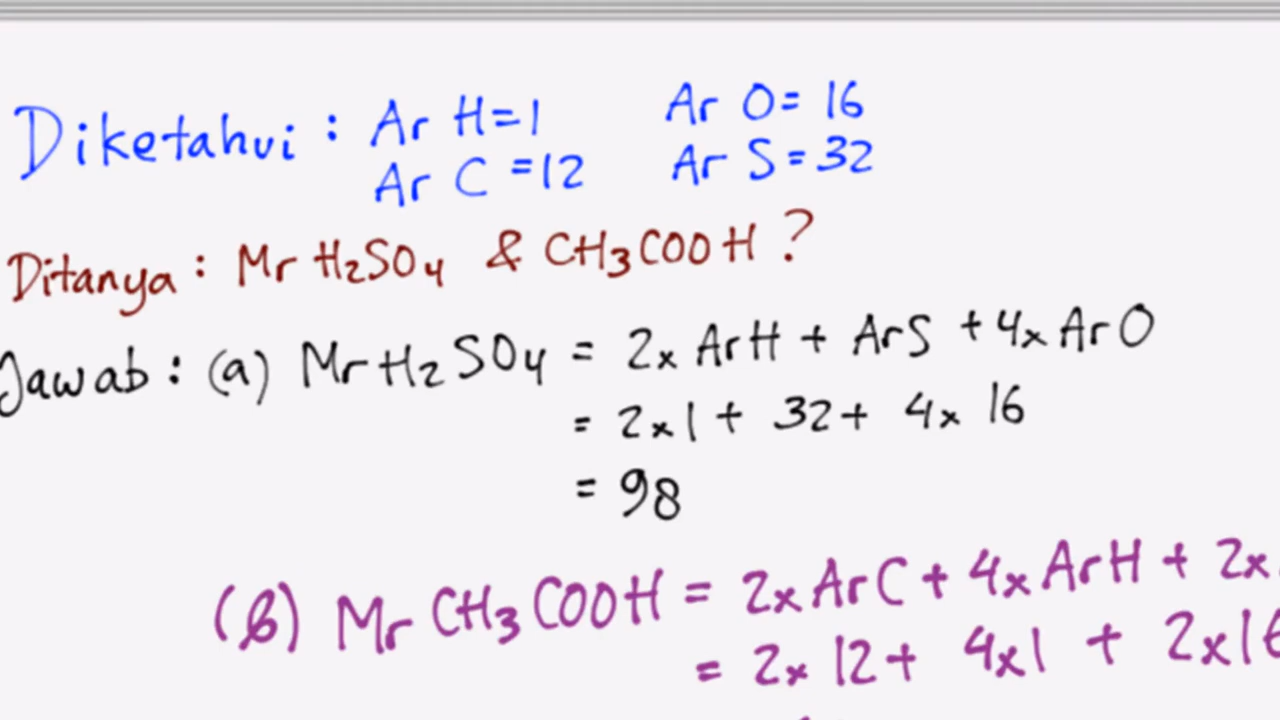 Diketahui : Ar H=1 Ar O= 16
Ar C =12 Ar S=32
Ditanya : Mr H₂SO₄ & CH₃COOH ?
Jawab : (a) Mr H₂SO₄ = 2x ArH + ArS +4x ArO
= 2x1+ 32+ 4x 16
= 98
(b) Mr CH₃COOH = 2x ArC+ 4x ArH + 2x
= 2x 12+ 4x1 + 2x16